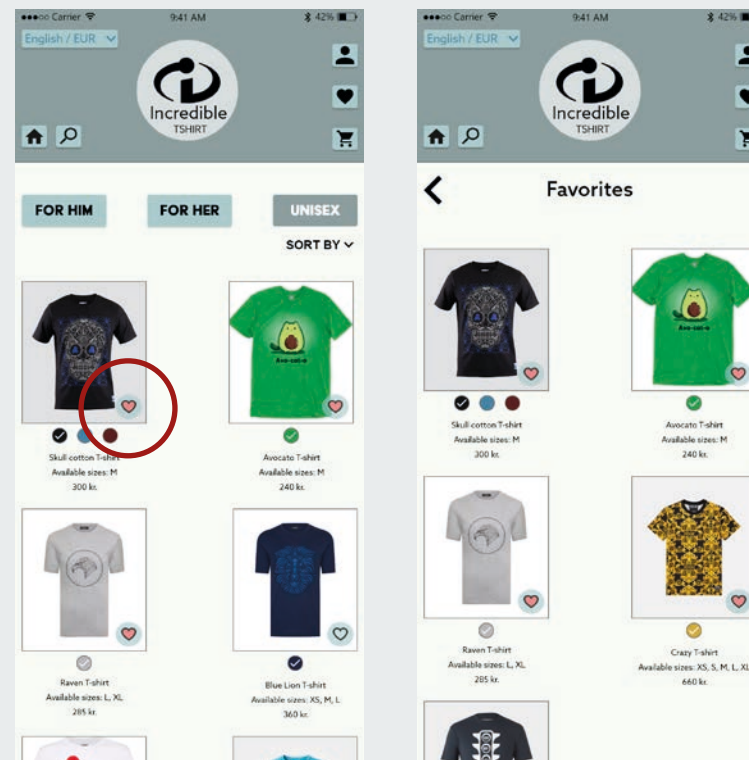 Carrier 9:41 AM 42%
English / EUR
Incredible
TSHIRT
FOR HIM FOR HER UNISEX
SORT BY
Ava-cat-o
Skull cotton T-shirt
Available sizes: M
300 kr.
Avocato T-shirt
Available sizes: M
240 kr.
Raven T-shirt
Available sizes: L, XL
285 kr.
Blue Lion T-shirt
Available sizes: XS, M, L
360 kr.
Carrier 9:41 AM 42%
English / EUR
Incredible
TSHIRT
Favorites
Ava-cat-o
Skull cotton T-shirt
Available sizes: M
300 kr.
Avocato T-shirt
Available sizes: M
240 kr.
Raven T-shirt
Available sizes: L, XL
285 kr.
Crazy T-shirt
Available sizes: XS, S, M, L, XL
660 kr.